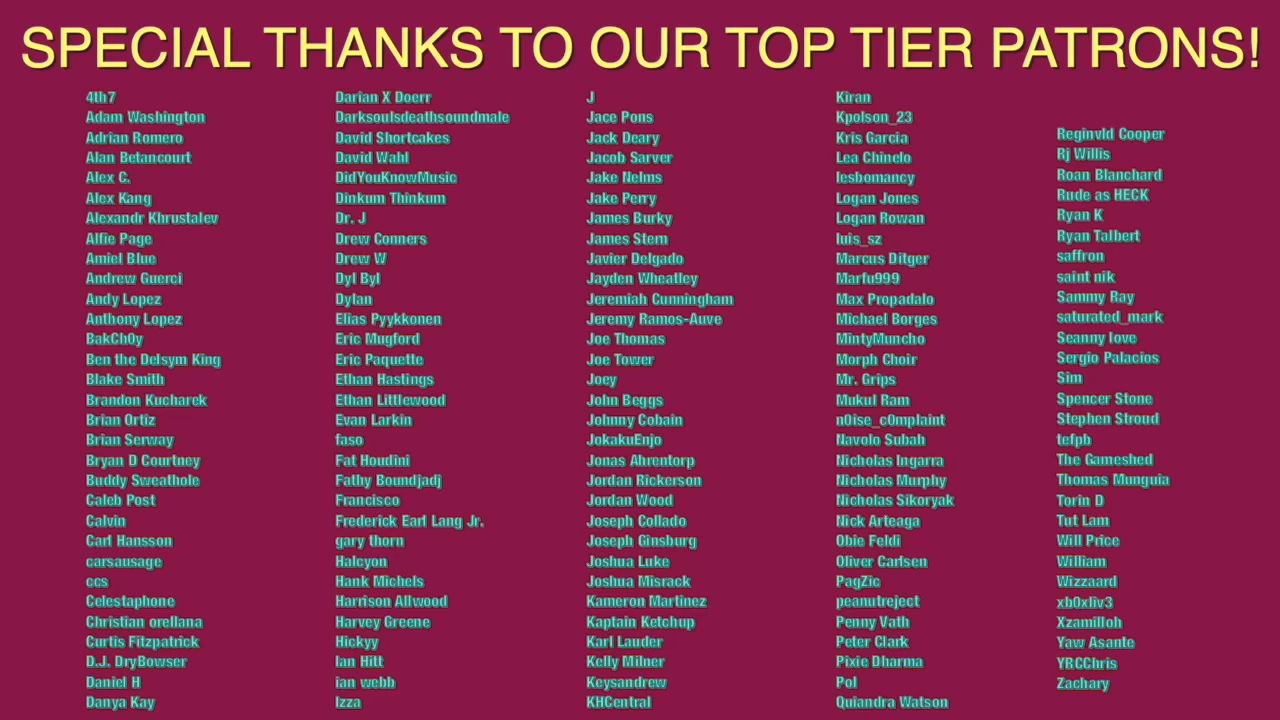 SPECIAL THANKS TO OUR TOP TIER PATRONS!
4th7
Adam Washington
Adrian Romero
Alan Betancourt
Alex C.
Alex Kang
Alexandr Khrustalev
Alfie Page
Amiel Blue
Andrew Guerci
Andy Lopez
Anthony Lopez
BakCh0y
Ben the Delsym King
Blake Smith
Brandon Kucharek
Brian Ortiz
Brian Serway
Bryan D Courtney
Buddy Sweathole
Caleb Post
Calvin
Carl Hansson
carsausage
ccs
Celestaphone
Christian orellana
Curtis Fitzpatrick
D.J. DryBowser
Daniel H
Danya Kay
Darian X Doerr
Darksoulsdeathsoundmale
David Shortcakes
David Wahl
DidYouKnowMusic
Dinkum Thinkum
Dr. J
Drew Conners
Drew W
Dyl Byl
Dylan
Elias Pyykkonen
Eric Mugford
Eric Paquette
Ethan Hastings
Ethan Littlewood
Evan Larkin
faso
Fat Houdini
Fathy Boundjadj
Francisco
Frederick Earl Lang Jr.
gary thorn
Halcyon
Hank Michels
Harrison Allwood
Harvey Greene
Hickyy
Ian Hitt
ian webb
Izza
J
Jace Pons
Jack Deary
Jacob Sarver
Jake Nelms
Jake Perry
James Burky
James Stern
Javier Delgado
Jayden Wheatley
Jeremiah Cunningham
Jeremy Ramos-Auve
Joe Thomas
Joe Tower
Joey
John Beggs
Johnny Cobain
JokakuEnjo
Jonas Ahrentorp
Jordan Rickerson
Jordan Wood
Joseph Collado
Joseph Ginsburg
Joshua Luke
Joshua Misrack
Kameron Martinez
Kaptain Ketchup
Karl Lauder
Kelly Milner
Keysandrew
KHCentral
Kiran
Kpolson_23
Kris Garcia
Lea Chinelo
lesbomancy
Logan Jones
Logan Rowan
luis_sz
Marcus Ditger
Marfu999
Max Propadalo
Michael Borges
MintyMuncho
Morph Choir
Mr. Grips
Mukul Ram
n0ise_c0mplaint
Navolo Subah
Nicholas Ingarra
Nicholas Murphy
Nicholas Sikoryak
Nick Arteaga
Obie Feldi
Oliver Carlsen
PagZic
peanutreject
Penny Vath
Peter Clark
Pixie Dharma
Pol
Quiandra Watson
Reginvld Cooper
Rj Willis
Roan Blanchard
Rude as HECK
Ryan K
Ryan Talbert
saffron
saint nik
Sammy Ray
saturated_mark
Seanny love
Sergio Palacios
Sim
Spencer Stone
Stephen Stroud
tefpb
The Gameshed
Thomas Munguia
Torin D
Tut Lam
Will Price
William
Wizzaard
xb0xliv3
Xzamilloh
Yaw Asante
YRCChris
Zachary